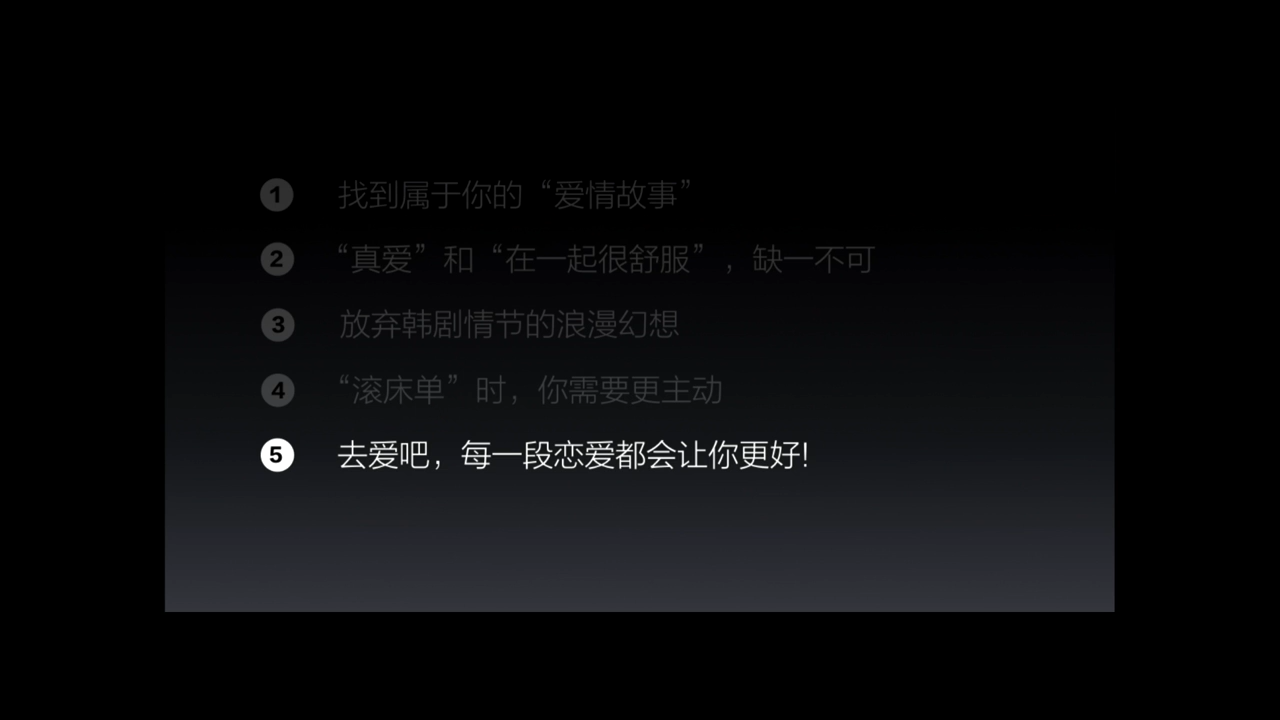 1 找到属于你的“爱情故事”
2 “真爱”和“在一起很舒服”，缺一不可
3 放弃韩剧情节的浪漫幻想
4 “滚床单”时，你需要更主动
5 去爱吧，每一段恋爱都会让你更好!